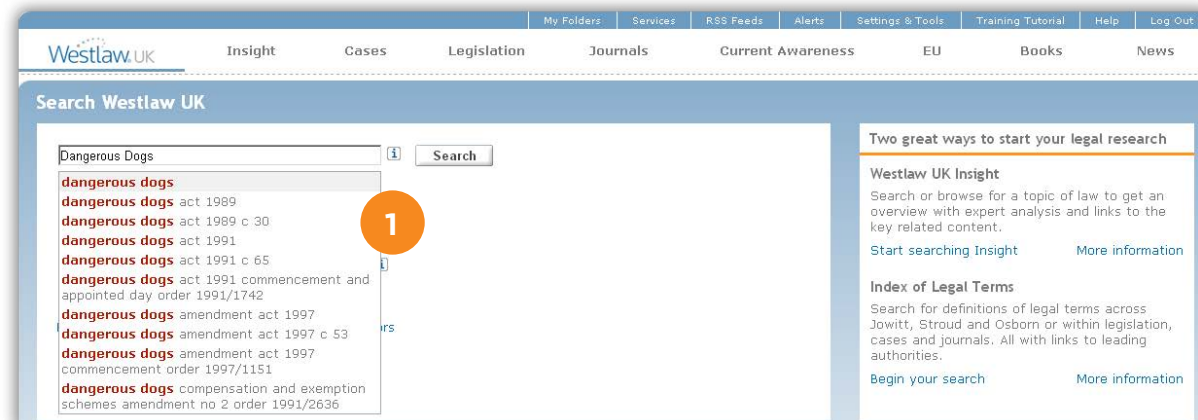 My Folders Services RSS Feeds Alerts Settings & Tools Training Tutorial Help Log Out
Westlaw.UK Insight Cases Legislation Journals Current Awareness EU Books News
Search Westlaw UK
Dangerous Dogs i Search
dangerous dogs
dangerous dogs act 1989
dangerous dogs act 1989 c 30
dangerous dogs act 1991
dangerous dogs act 1991 c 65
dangerous dogs act 1991 commencement and
appointed day order 1991/1742
dangerous dogs amendment act 1997
dangerous dogs amendment act 1997 c 53
dangerous dogs amendment act 1997
commencement order 1997/1151
dangerous dogs compensation and exemption
schemes amendment no 2 order 1991/2636
1
Two great ways to start your legal research
Westlaw UK Insight
Search or browse for a topic of law to get an
overview with expert analysis and links to the
key related content.
Start searching Insight More information
Index of Legal Terms
Search for definitions of legal terms across
Jowitt, Stroud and Osborn or within legislation,
cases and journals. All with links to leading
authorities.
Begin your search More information